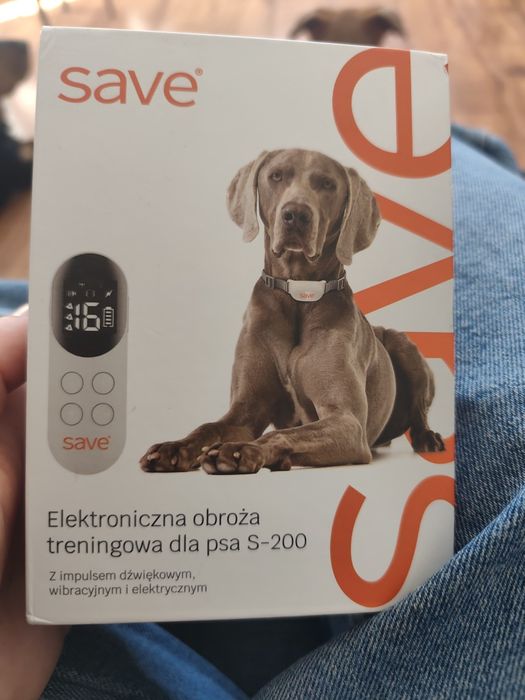 save®
save
16
save
save®
Elektroniczna obroża
treningowa dla psa S-200
Z impulsem dźwiękowym,
wibracyjnym i elektrycznym